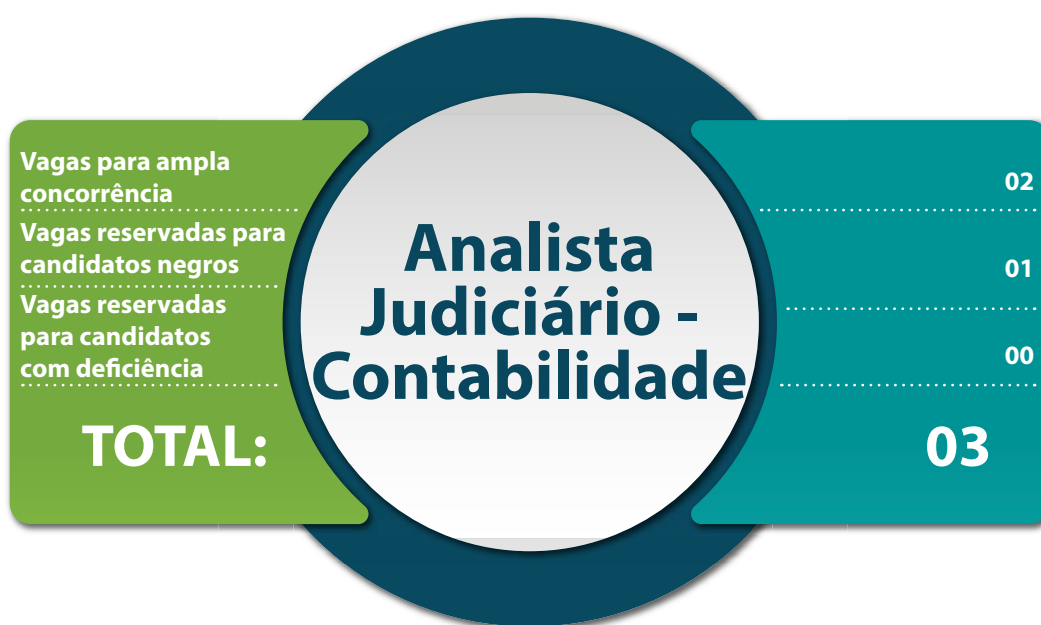 Vagas para ampla
concorrência
02
Vagas reservadas para
candidatos negros
01
Vagas reservadas
para candidatos
com deficiência
00
TOTAL:
03
Analista
Judiciário -
Contabilidade